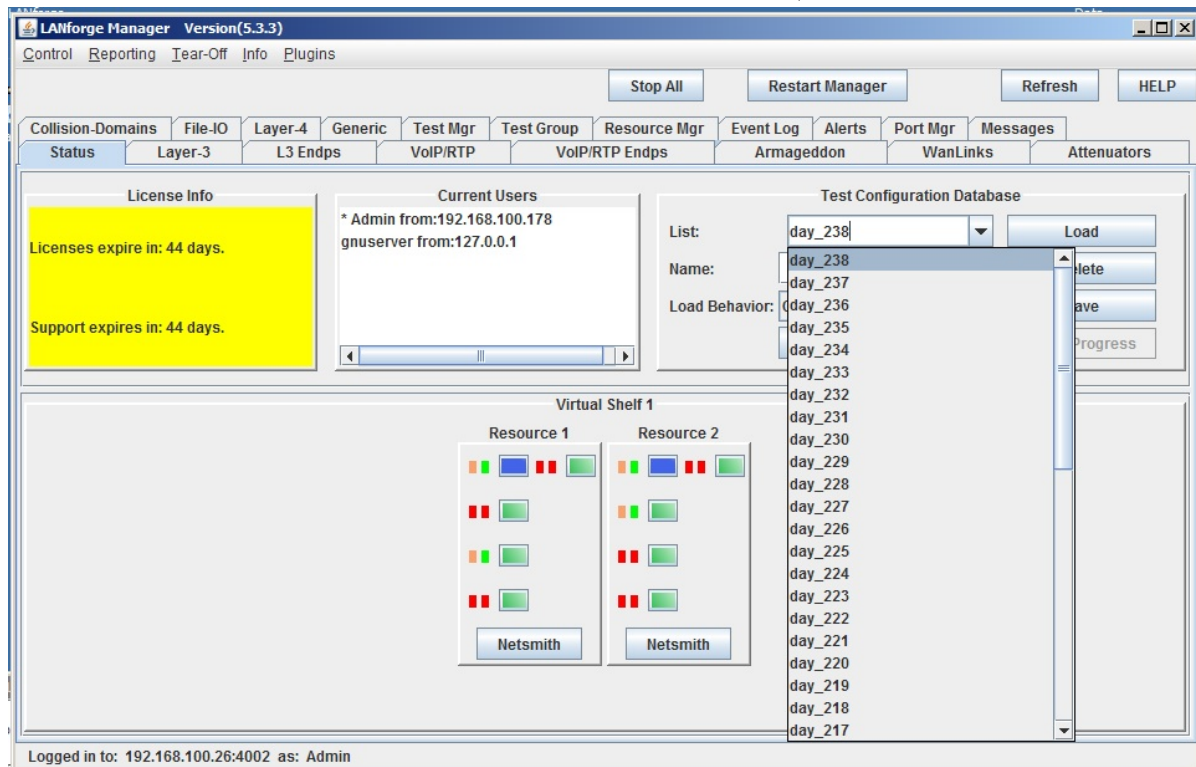 LANforge Manager Version(5.3.3)
Control Reporting Tear-Off Info Plugins
Stop All Restart Manager Refresh HELP
Collision-Domains File-IO Layer-4 Generic Test Mgr Test Group Resource Mgr Event Log Alerts Port Mgr Messages
Status Layer-3 L3 Endps VoIP/RTP VoIP/RTP Endps Armageddon WanLinks Attenuators
License Info
Licenses expire in: 44 days.
Support expires in: 44 days.
Current Users
* Admin from:192.168.100.178
gnuserver from:127.0.0.1
Test Configuration Database
List: day_238 Load
Name:
Load Behavior:
day_238
day_237
day_236
day_235
day_234
day_233
day_232
day_231
day_230
day_229
day_228
day_227
day_226
day_225
day_224
day_223
day_222
day_221
day_220
day_219
day_218
day_217
elete
ave
Progress
Virtual Shelf 1
Resource 1 Resource 2
Netsmith Netsmith
Logged in to: 192.168.100.26:4002 as: Admin